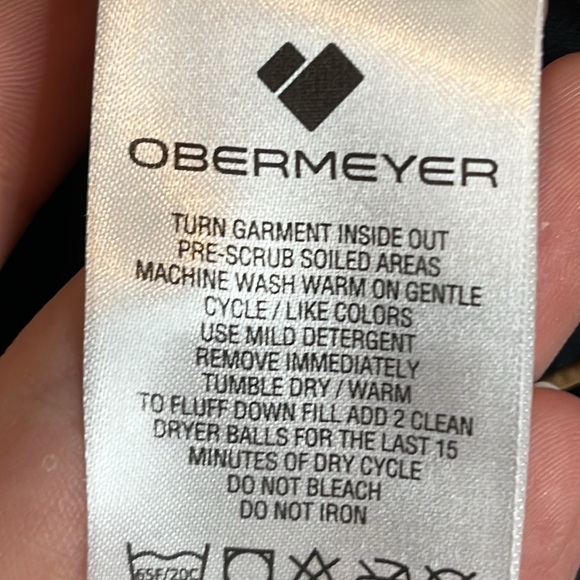 OBERMEYER
TURN GARMENT INSIDE OUT
PRE-SCRUB SOILED AREAS
MACHINE WASH WARM ON GENTLE
CYCLE / LIKE COLORS
USE MILD DETERGENT
REMOVE IMMEDIATELY
TUMBLE DRY / WARM
TO FLUFF DOWN FILL ADD 2 CLEAN
DRYER BALLS FOR THE LAST 15
MINUTES OF DRY CYCLE
DO NOT BLEACH
DO NOT IRON
65F/20C